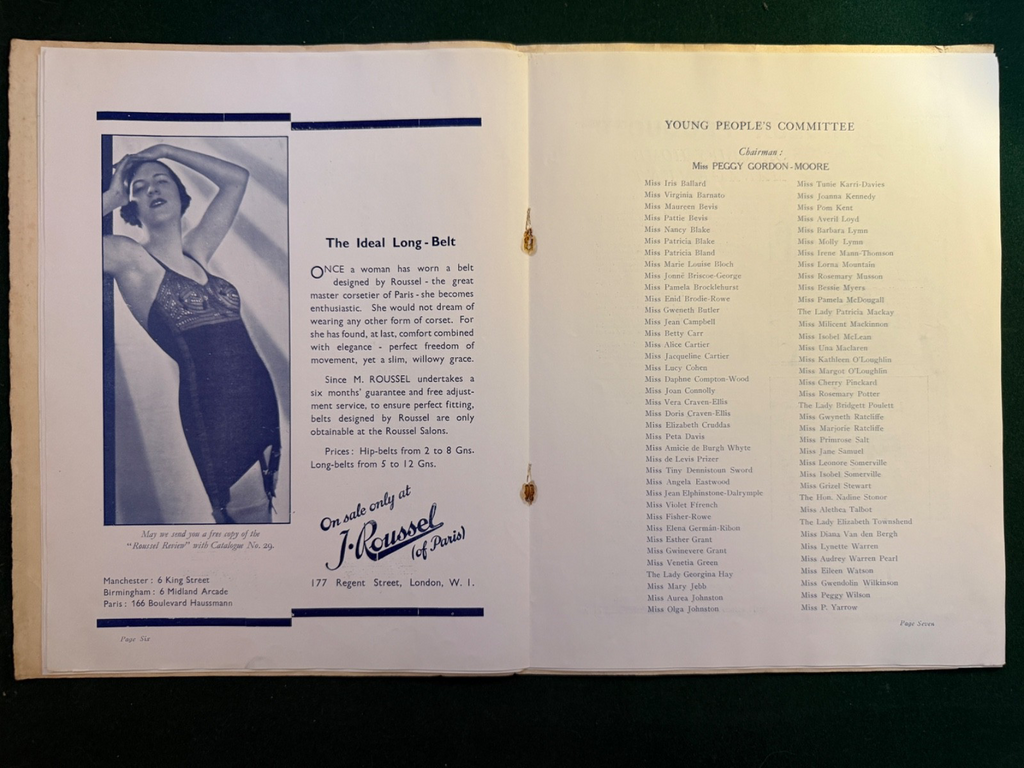 The Ideal Long-Belt
ONCE a woman has worn a belt
designed by Roussel - the great
master corsetier of Paris - she becomes
enthusiastic. She would not dream of
wearing any other form of corset. For
she has found, at last, comfort combined
with elegance - perfect freedom of
movement, yet a slim, willowy grace.
Since M. ROUSSEL undertakes a
six months' guarantee and free adjust-
ment service, to ensure perfect fitting,
belts designed by Roussel are only
obtainable at the Roussel Salons.
Prices: Hip-belts from 2 to 8 Gns.
Long-belts from 5 to 12 Gns.
On sale only at
J. Roussel
(of Paris)
177 Regent Street, London, W. 1.
May we send you a free copy of the
"Roussel Review" with Catalogue No. 29.
Manchester : 6 King Street
Birmingham : 6 Midland Arcade
Paris : 166 Boulevard Haussmann
Page Six
YOUNG PEOPLE'S COMMITTEE
Chairman :
Miss PEGGY GORDON-MOORE
Miss Iris Ballard
Miss Virginia Barnato
Miss Maureen Bevis
Miss Pattie Bevis
Miss Nancy Blake
Miss Patricia Blake
Miss Patricia Bland
Miss Marie Louise Bloch
Miss Jonné Briscoe-George
Miss Pamela Brocklehurst
Miss Enid Brodie-Rowe
Miss Gweneth Butler
Miss Jean Campbell
Miss Betty Carr
Miss Alice Cartier
Miss Jacqueline Cartier
Miss Lucy Cohen
Miss Daphne Compton-Wood
Miss Joan Connolly
Miss Vera Craven-Ellis
Miss Doris Craven-Ellis
Miss Elizabeth Cruddas
Miss Peta Davis
Miss Amicie de Burgh Whyte
Miss de Levis Prizer
Miss Tiny Dennistoun Sword
Miss Angela Eastwood
Miss Jean Elphinstone-Dalrymple
Miss Violet Ffrench
Miss Fisher-Rowe
Miss Elena Germán-Ribon
Miss Esther Grant
Miss Gwinevere Grant
Miss Venetia Green
The Lady Georgina Hay
Miss Mary Jebb
Miss Aurea Johnston
Miss Olga Johnston
Miss Tunie Karri-Davies
Miss Joanna Kennedy
Miss Pom Kent
Miss Averil Loyd
Miss Barbara Lymn
Miss Molly Lymn
Miss Irene Mann-Thomson
Miss Lorna Mountain
Miss Rosemary Musson
Miss Bessie Myers
Miss Pamela McDougall
The Lady Patricia Mackay
Miss Milicent Mackinnon
Miss Isobel McLean
Miss Una Maclaren
Miss Kathleen O'Loghlin
Miss Margot O'Loghlin
Miss Cherry Pinckard
Miss Rosemary Potter
The Lady Bridgett Poulett
Miss Gwyneth Ratcliffe
Miss Marjorie Ratcliffe
Miss Primrose Salt
Miss Jane Samuel
Miss Leonore Somerville
Miss Isobel Somerville
Miss Grizel Stewart
The Hon. Nadine Stonor
Miss Alethea Talbot
The Lady Elizabeth Townshend
Miss Diana Van den Bergh
Miss Lynette Warren
Miss Audrey Warren Pearl
Miss Eileen Watson
Miss Gwendolin Wilkinson
Miss Peggy Wilson
Miss P. Yarrow
Page Seven